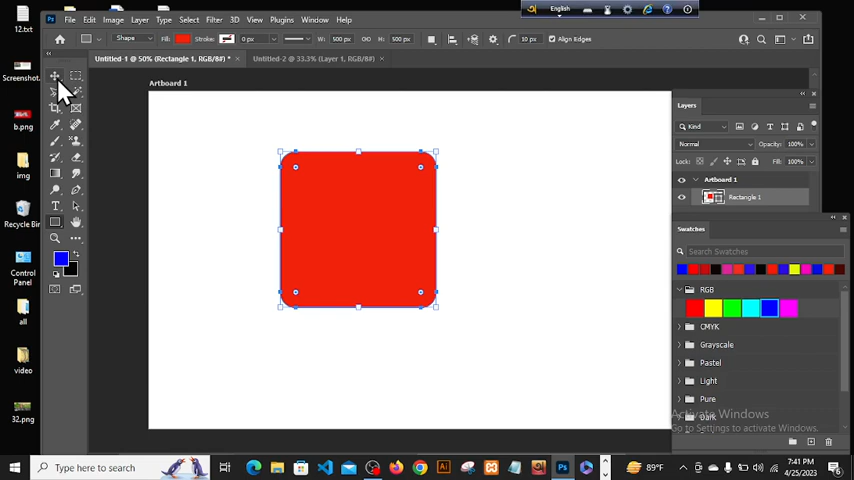 12.txt
English
Ps
File Edit Image Layer Type Select Filter 3D View Plugins Window Help
Shape
Fill:
Stroke:
0 px
W: 500 px
H: 500 px
10 px
Align Edges
Untitled-1 @ 50% (Rectangle 1, RGB/8#) *
Untitled-2 @ 33.3% (Layer 1, RGB/8#)
Screenshot.
Artboard 1
Layers
b.png
Kind
Normal
Opacity: 100%
Lock:
Fill: 100%
img
Artboard 1
Rectangle 1
Recycle Bin
Swatches
Search Swatches
Control
Panel
RGB
all
CMYK
Grayscale
video
Pastel
Light
Pure
Dark
32.png
Activate Windows
Go to Settings to activate Windows.
Type here to search
Ai
Ps
89°F
7:41 PM
4/25/2023
6